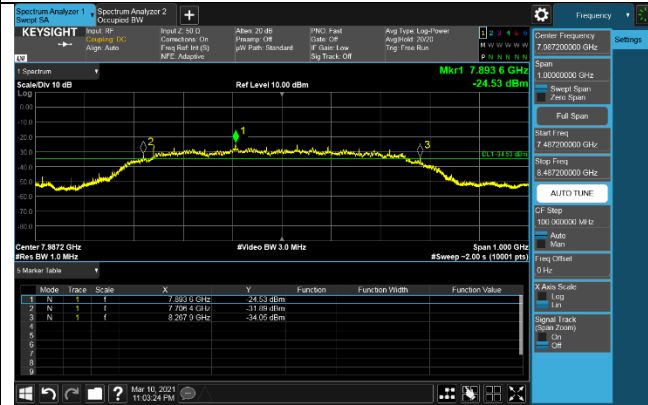 Spectrum Analyzer 1
Swept SA
Spectrum Analyzer 2
Occupied BW
Frequency
KEYSIGHT
Input: RF
Coupling: DC
Align: Auto
Input Z: 50 Ω
Corrections: On
Freq Ref: Int (S)
NFE: Adaptive
Atten: 20 dB
Preamp: Off
µW Path: Standard
PNO: Fast
Gate: Off
IF Gain: Low
Sig Track: Off
Avg Type: Log-Power
Avg|Hold: 20/20
Trig: Free Run
1 2 3 4 5 6
M W W W W W
P N N N N N
1 Spectrum
Scale/Div 10 dB
Ref Level 10.00 dBm
Mkr1 7.893 6 GHz
-24.53 dBm
Log
0.00
-10.0
-20.0
-30.0
-40.0
-50.0
-60.0
-70.0
-80.0
1
2
3
DL1 -34.53 dBm
Center 7.9872 GHz
#Res BW 1.0 MHz
#Video BW 3.0 MHz
Span 1.000 GHz
#Sweep ~2.00 s (10001 pts)
5 Marker Table
Mode Trace Scale X Y Function Function Width Function Value
1 N 1 f 7.893 6 GHz -24.53 dBm
2 N 1 f 7.706 4 GHz -31.89 dBm
3 N 1 f 8.267 9 GHz -34.05 dBm
4
5
6
7
8
9
Mar 10, 2021
11:03:24 PM
Settings
Center Frequency
7.987200000 GHz
Span
1.00000000 GHz
Swept Span
Zero Span
Full Span
Start Freq
7.487200000 GHz
Stop Freq
8.487200000 GHz
AUTO TUNE
CF Step
100.000000 MHz
Auto
Man
Freq Offset
0 Hz
X Axis Scale
Log
Lin
Signal Track
(Span Zoom)
On
Off